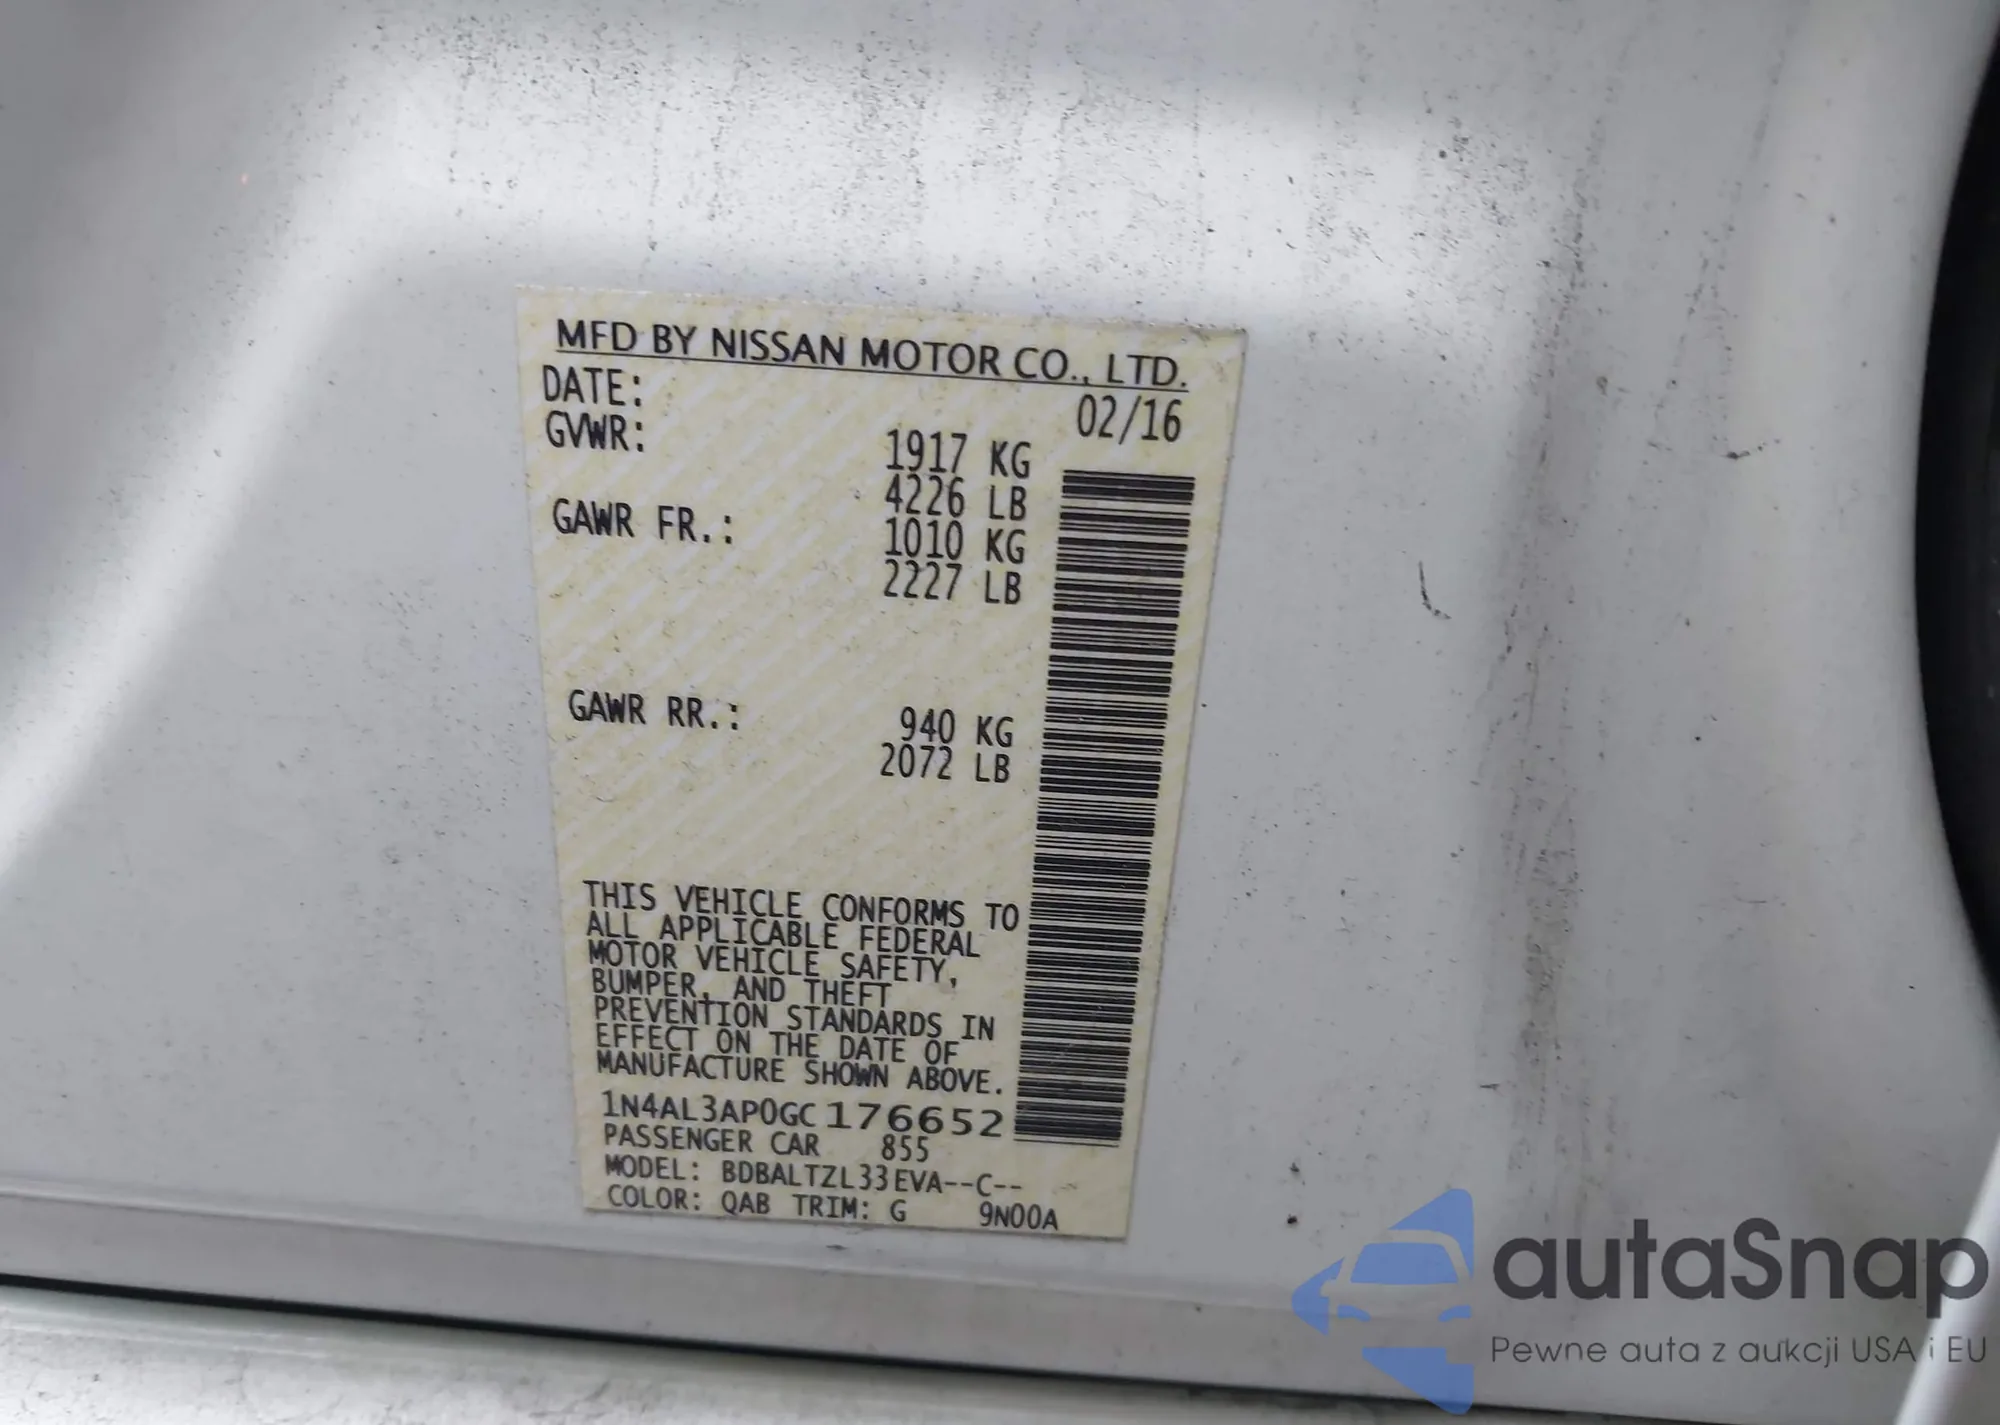 MFD BY NISSAN MOTOR CO., LTD.
DATE: 02/16
GVWR: 1917 KG
4226 LB
GAWR FR.: 1010 KG
2227 LB
GAWR RR.: 940 KG
2072 LB
THIS VEHICLE CONFORMS TO
ALL APPLICABLE FEDERAL
MOTOR VEHICLE SAFETY,
BUMPER, AND THEFT
PREVENTION STANDARDS IN
EFFECT ON THE DATE OF
MANUFACTURE SHOWN ABOVE.
1N4AL3AP0GC176652
PASSENGER CAR 855
MODEL: BDBALTZL33EVA--C--
COLOR: QAB TRIM: G 9N00A
autaSnap
Pewne auta z aukcji USA i EU